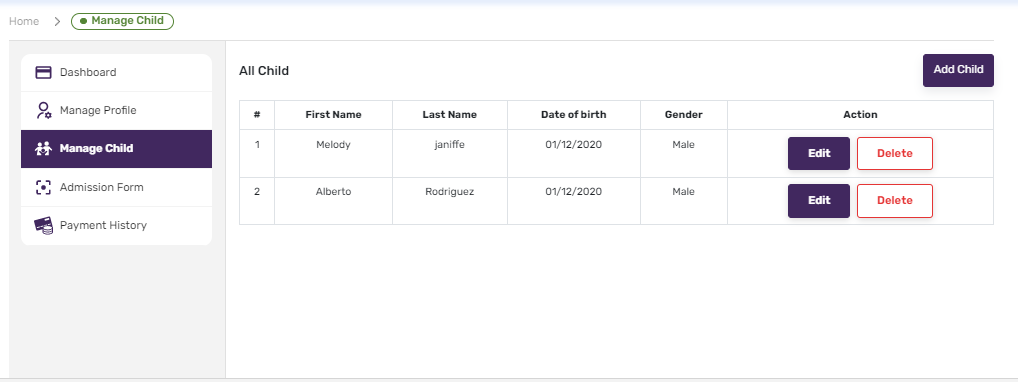 Home > Manage Child
Dashboard
Manage Profile
Manage Child
Admission Form
Payment History
All Child
Add Child
# First Name Last Name Date of birth Gender Action
1 Melody janiffe 01/12/2020 Male Edit Delete
2 Alberto Rodriguez 01/12/2020 Male Edit Delete